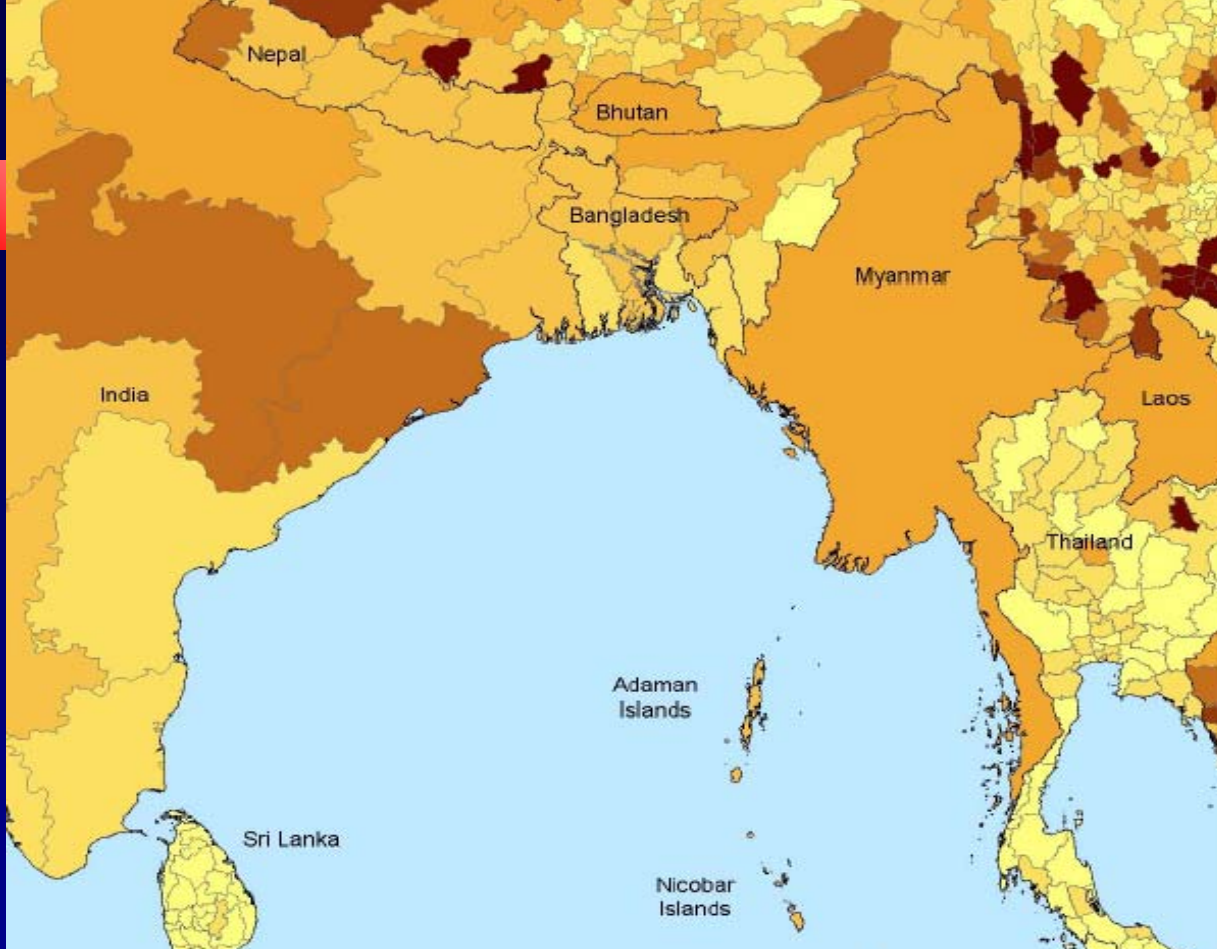 Nepal
Bhutan
Bangladesh
Myanmar
India
Laos
Thailand
Adaman
Islands
Sri Lanka
Nicobar
Islands